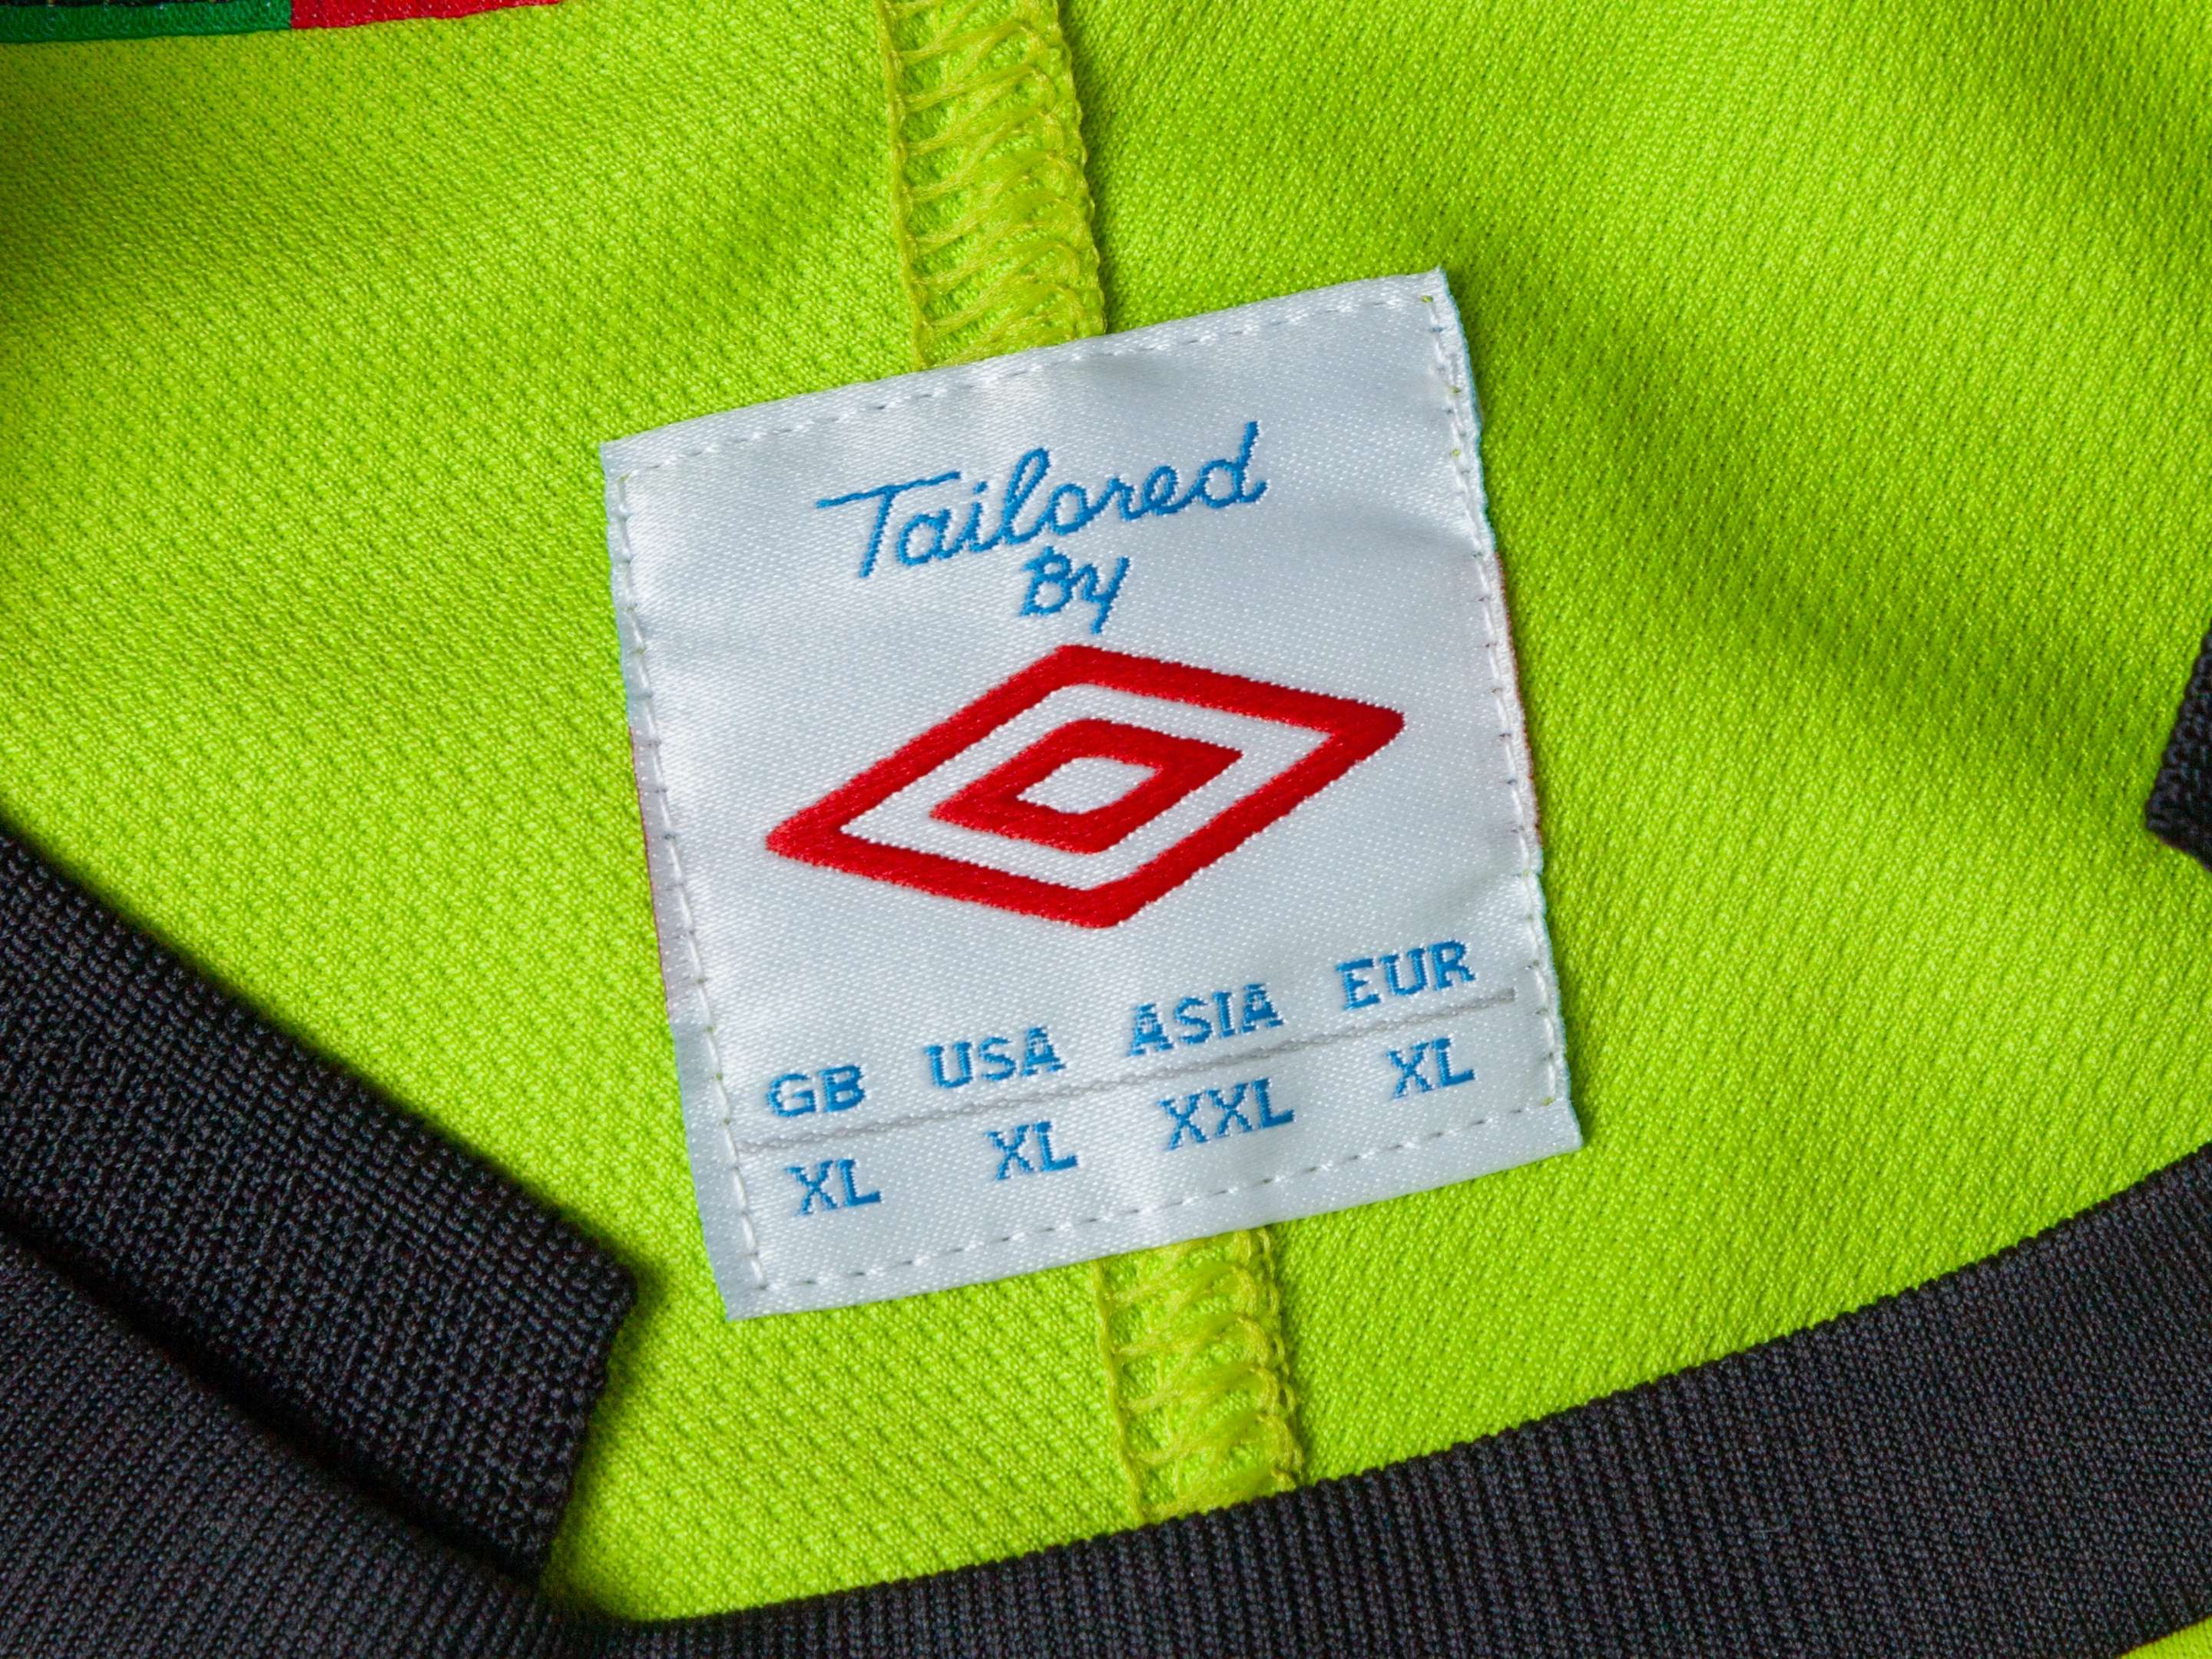 Tailored
By
GB USA ASIA EUR
XL XL XXL XL